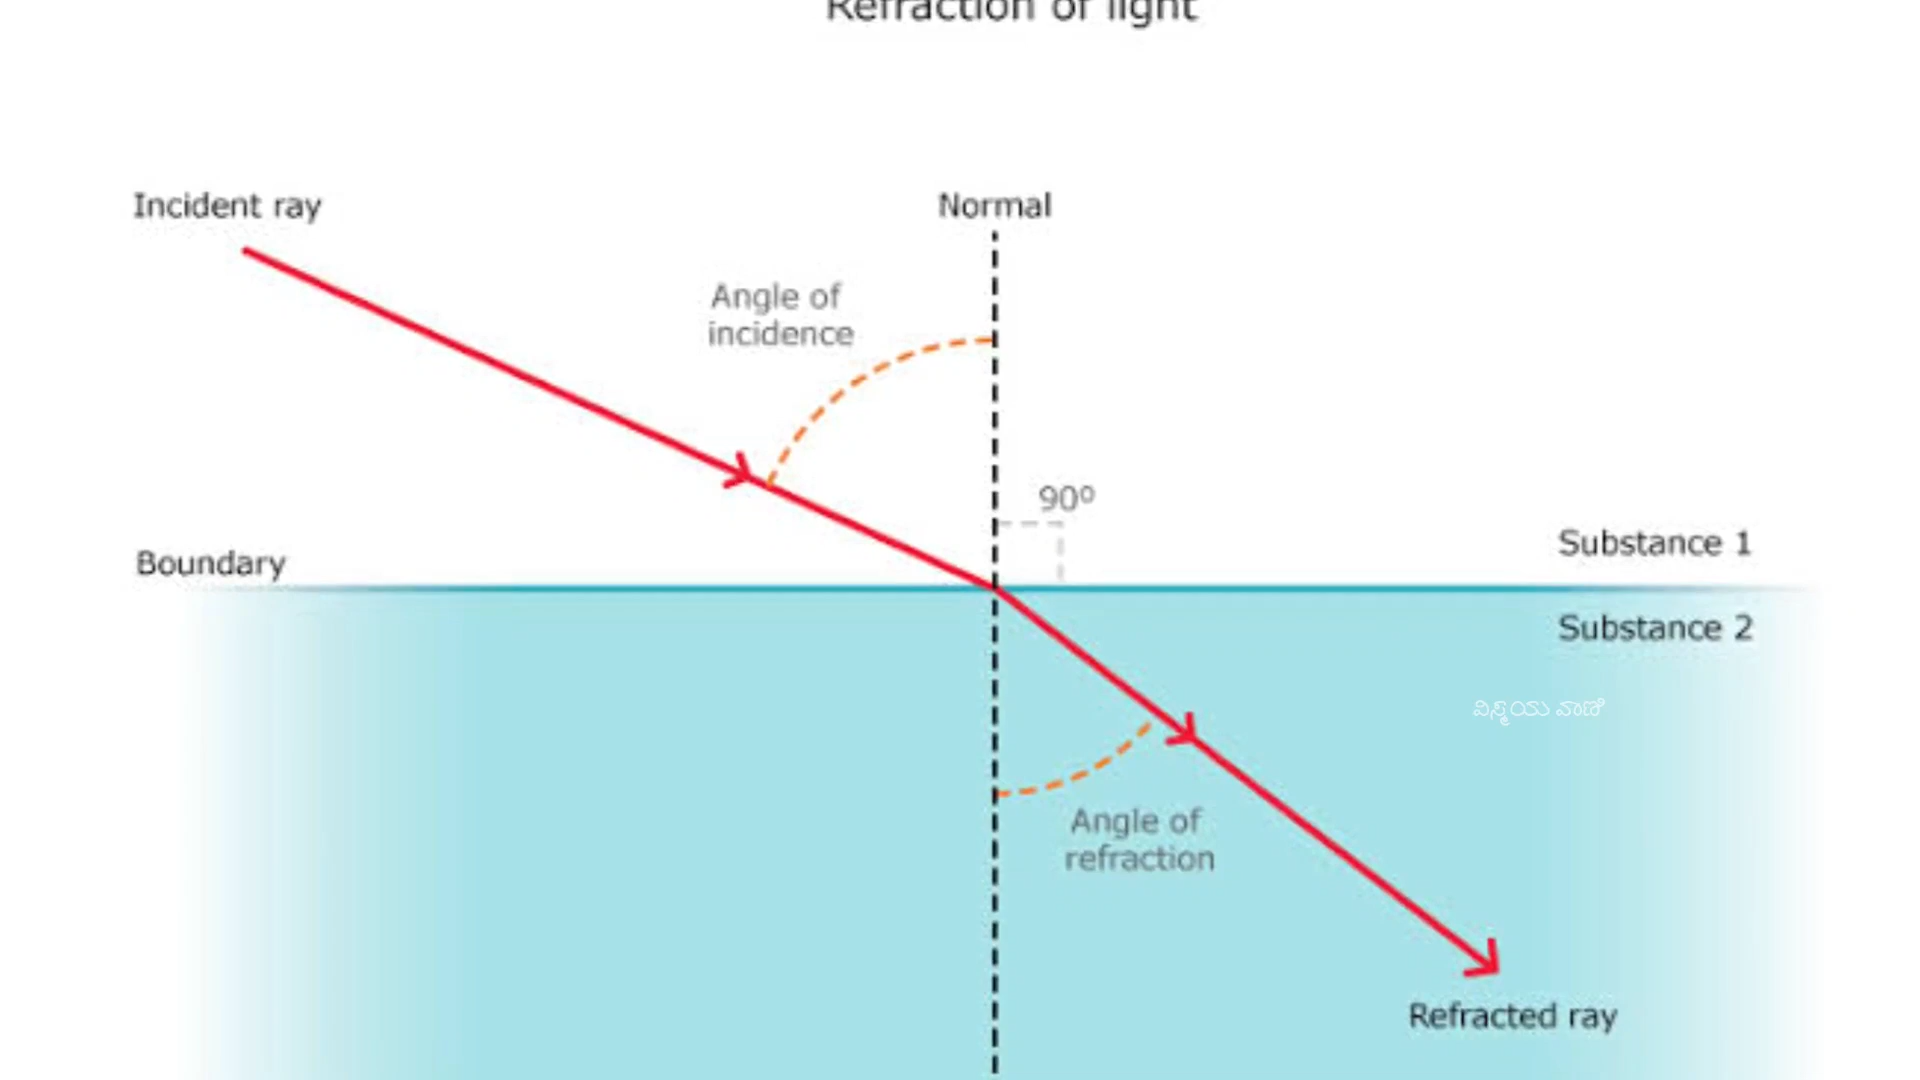 Refraction of light
Incident ray
Normal
Angle of
incidence
90º
Boundary
Substance 1
Substance 2
ವಿಸ್ಮಯ ವಾಣಿ
Angle of
refraction
Refracted ray